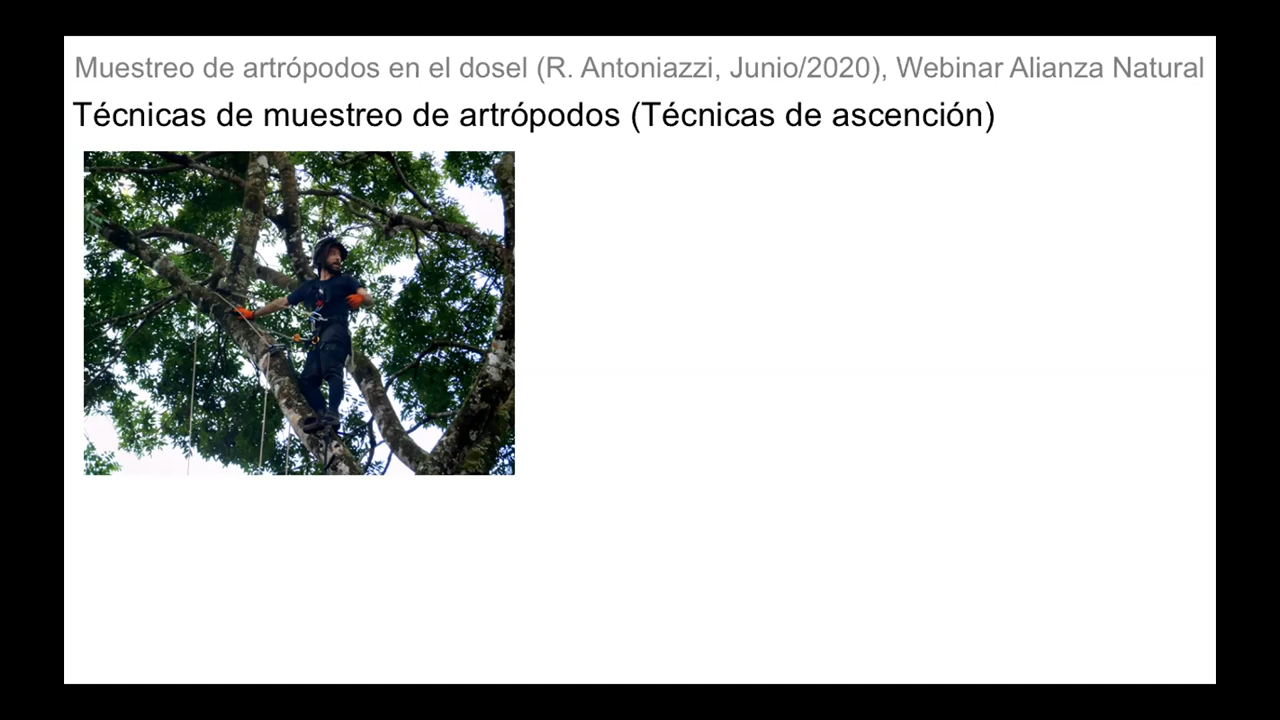 Muestreo de artrópodos en el dosel (R. Antoniazzi, Junio/2020), Webinar Alianza Natural
Técnicas de muestreo de artrópodos (Técnicas de ascención)